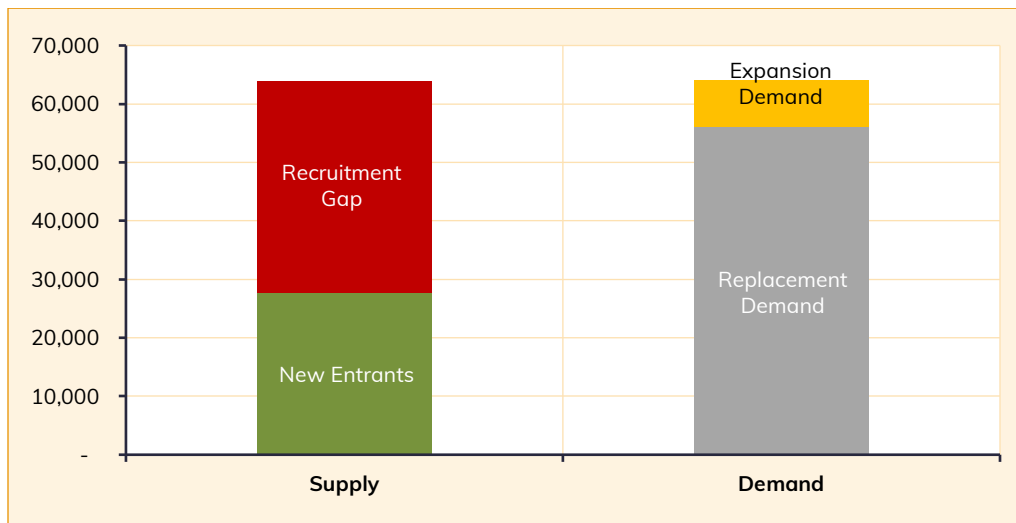 70,000
60,000
50,000
40,000
30,000
20,000
10,000
-
Recruitment
Gap
New Entrants
Expansion
Demand
Replacement
Demand
Supply
Demand